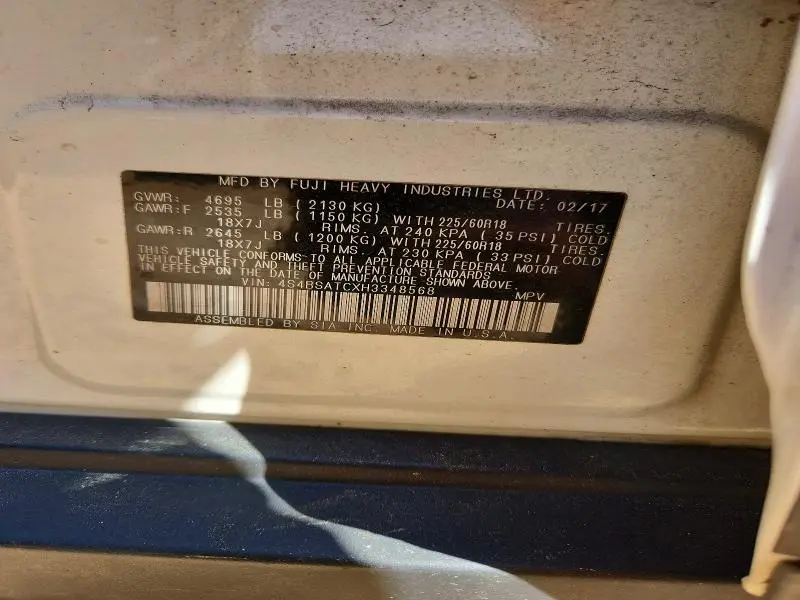 MFD BY FUJI HEAVY INDUSTRIES LTD.
GVWR: 4695 LB (2130 KG) DATE: 02/17
GAWR:F 2535 LB (1150 KG) WITH 225/60R18 TIRES.
18X7J RIMS. AT 240 KPA (35 PSI) COLD
GAWR:R 2645 LB (1200 KG) WITH 225/60R18 TIRES.
18X7J RIMS. AT 230 KPA (33 PSI) COLD
THIS VEHICLE CONFORMS TO ALL APPLICABLE FEDERAL MOTOR
VEHICLE SAFETY AND THEFT PREVENTION STANDARDS
IN EFFECT ON THE DATE OF MANUFACTURE SHOWN ABOVE.
VIN: 4S4BSATCXH3348568 MPV
ASSEMBLED BY SIA INC. MADE IN U.S.A.